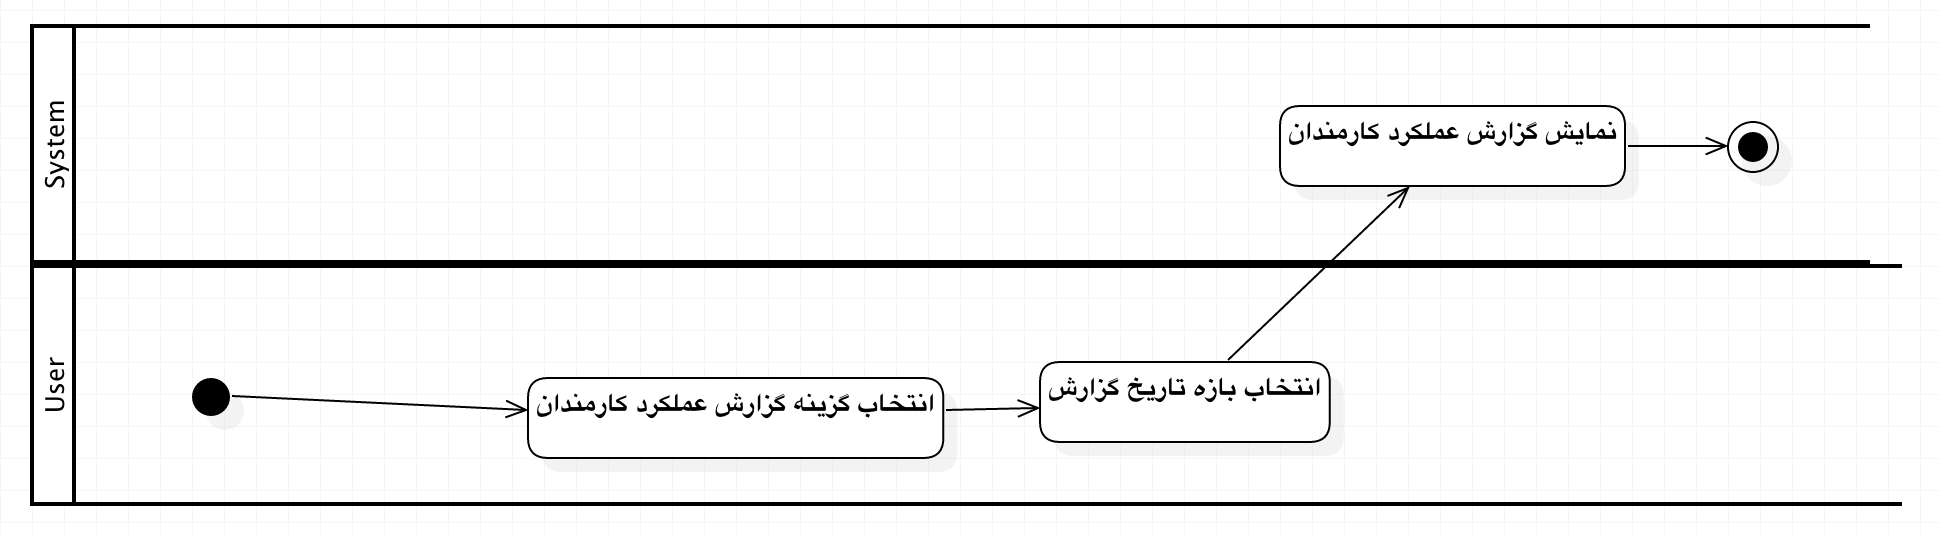 System
نمایش گزارش عملکرد کارمندان
User
انتخاب گزینه گزارش عملکرد کارمندان
انتخاب بازه تاریخ گزارش